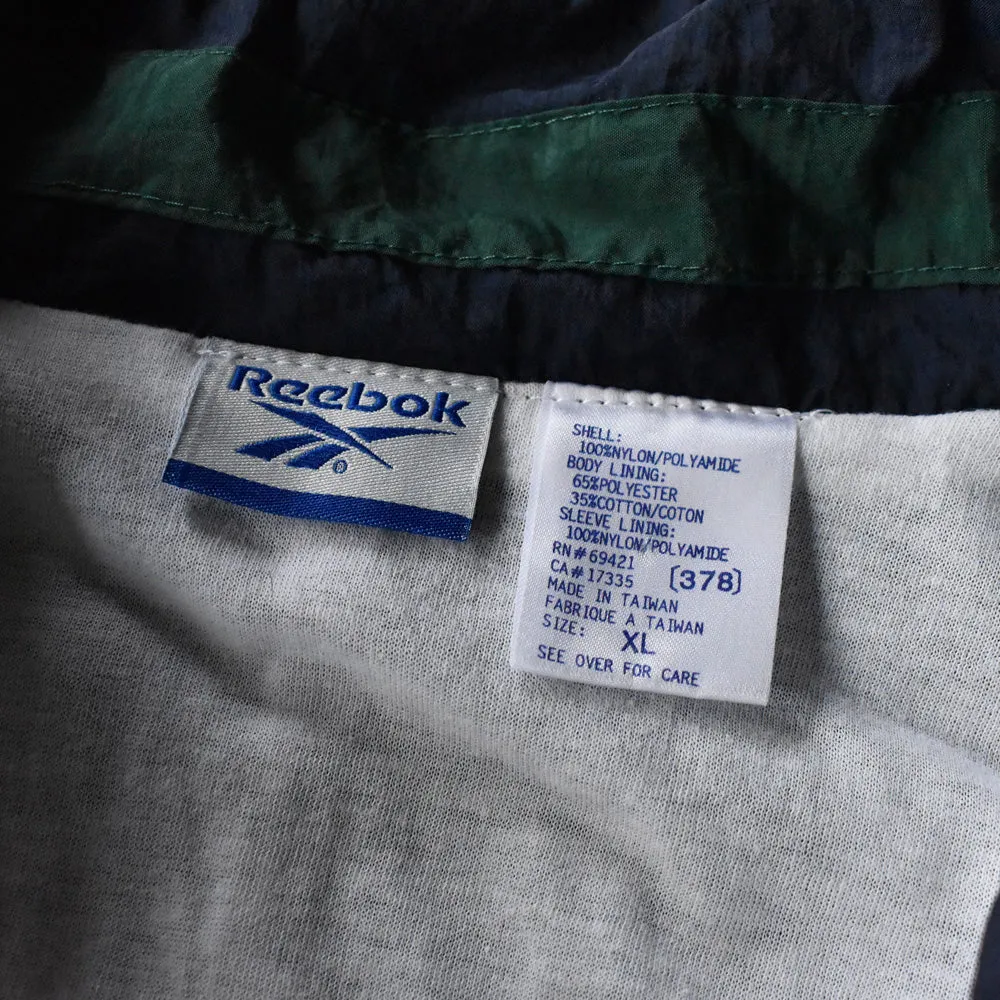 Reebok
®
SHELL:
100%NYLON/POLYAMIDE
BODY LINING:
65%POLYESTER
35%COTTON/COTON
SLEEVE LINING:
100%NYLON/POLYAMIDE
RN#69421
CA#17335 (378)
MADE IN TAIWAN
FABRIQUE A TAIWAN
SIZE: XL
SEE OVER FOR CARE